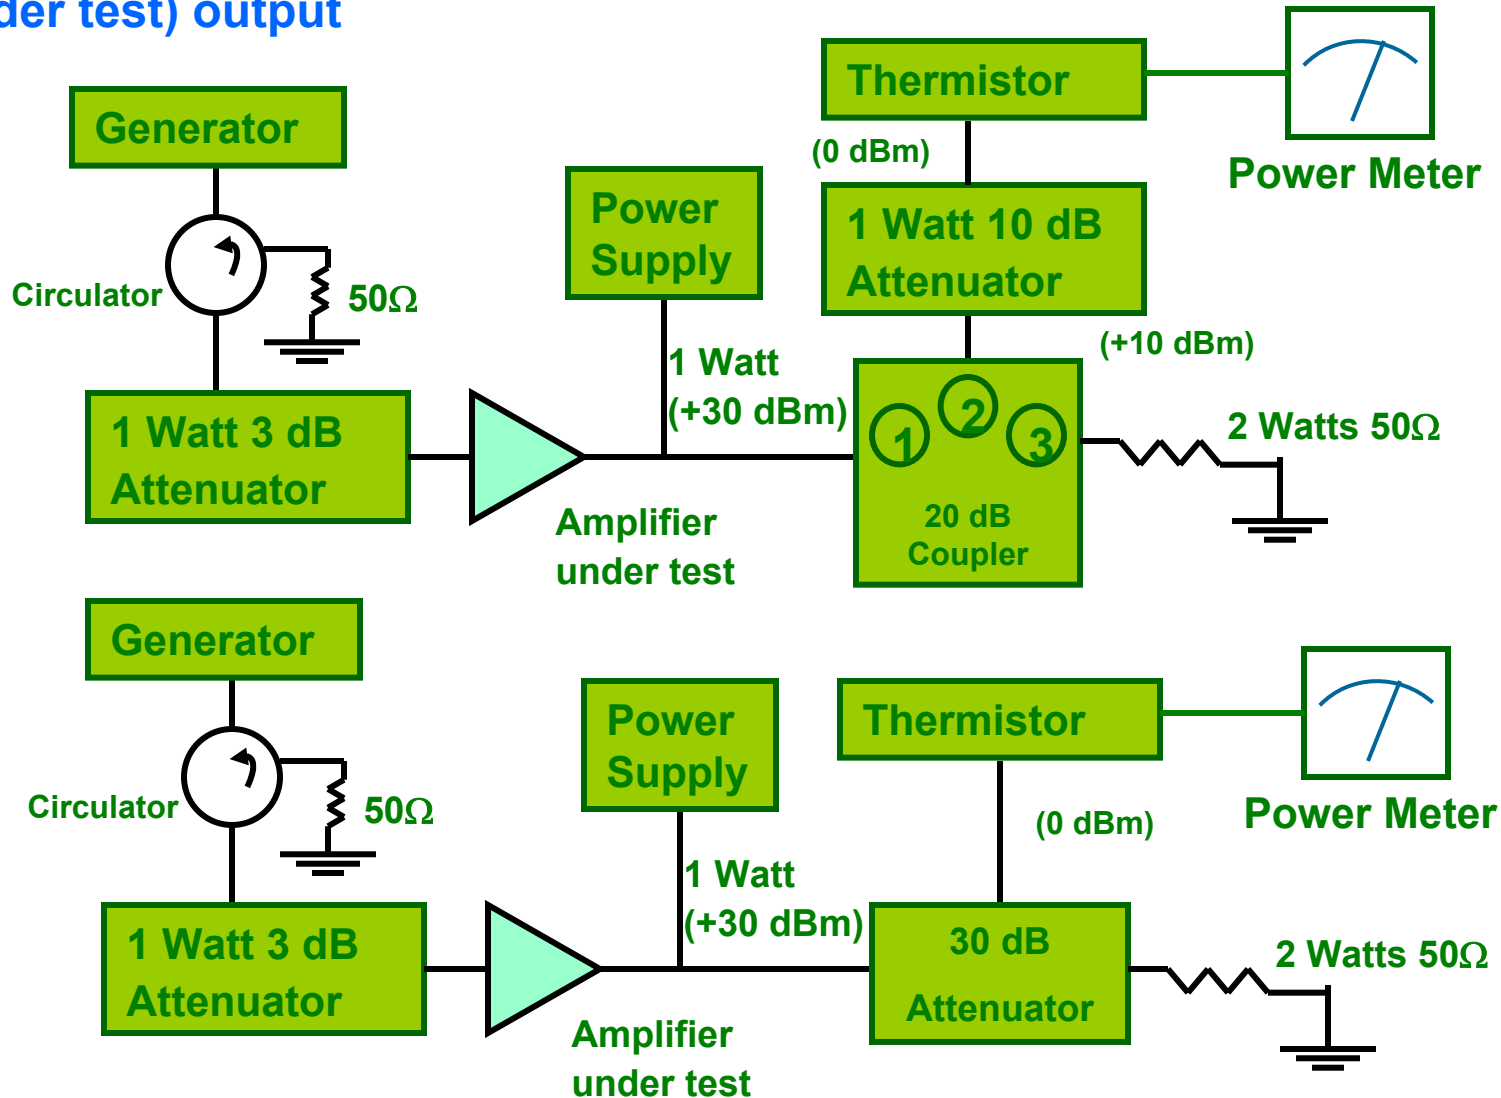 der test) output
Generator
Circulator
50Ω
1 Watt 3 dB
Attenuator
Power
Supply
1 Watt
(+30 dBm)
Amplifier
under test
Thermistor
(0 dBm)
Power Meter
1 Watt 10 dB
Attenuator
(+10 dBm)
1
2
3
20 dB
Coupler
2 Watts 50Ω
Generator
Circulator
50Ω
1 Watt 3 dB
Attenuator
Power
Supply
1 Watt
(+30 dBm)
Amplifier
under test
Thermistor
(0 dBm)
Power Meter
30 dB
Attenuator
2 Watts 50Ω